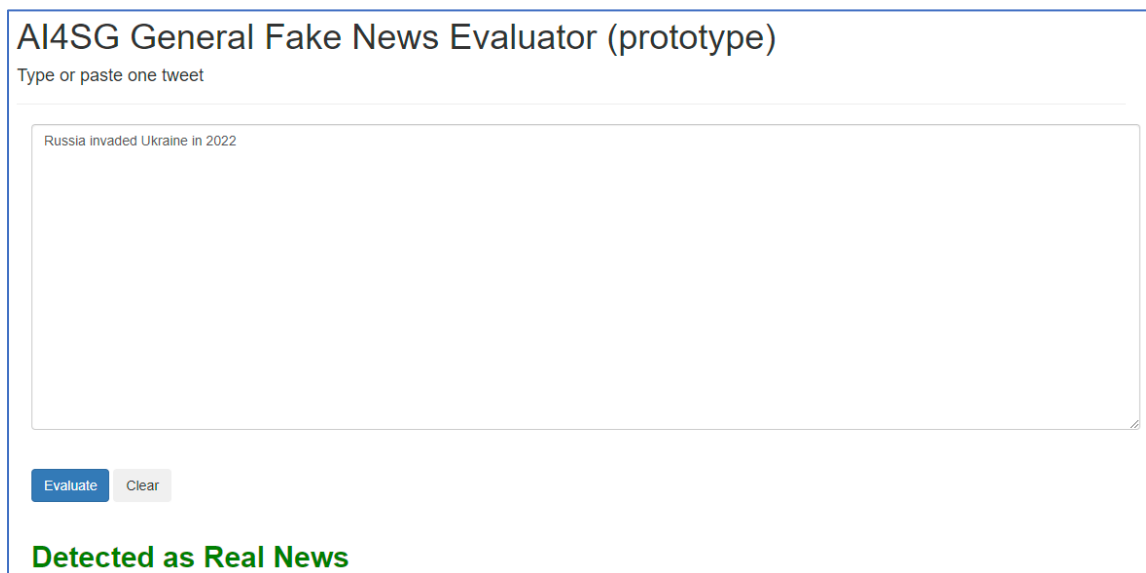 AI4SG General Fake News Evaluator (prototype)
Type or paste one tweet
Russia invaded Ukraine in 2022
Evaluate Clear
Detected as Real News